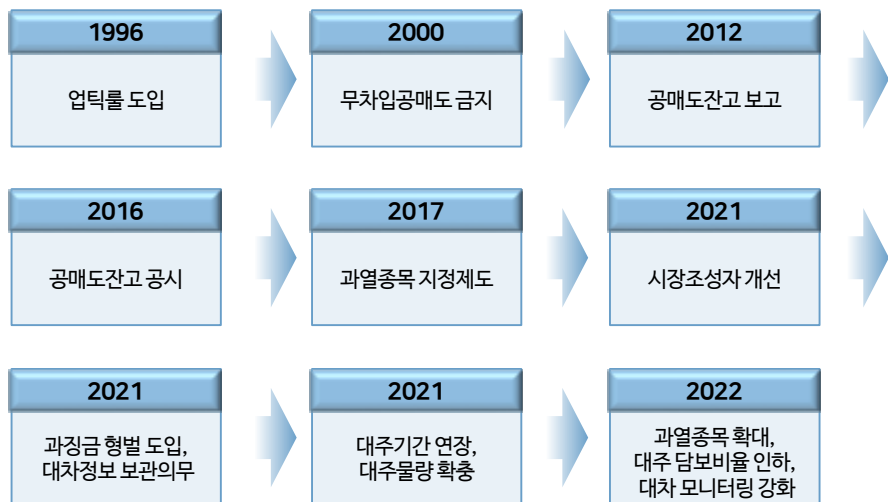 1996
업틱룰 도입
2000
무차입공매도 금지
2012
공매도잔고 보고
2016
공매도잔고 공시
2017
과열종목 지정제도
2021
시장조성자 개선
2021
과징금 형벌 도입,
대차정보 보관의무
2021
대주기간 연장,
대주물량 확충
2022
과열종목 확대,
대주 담보비율 인하,
대차 모니터링 강화